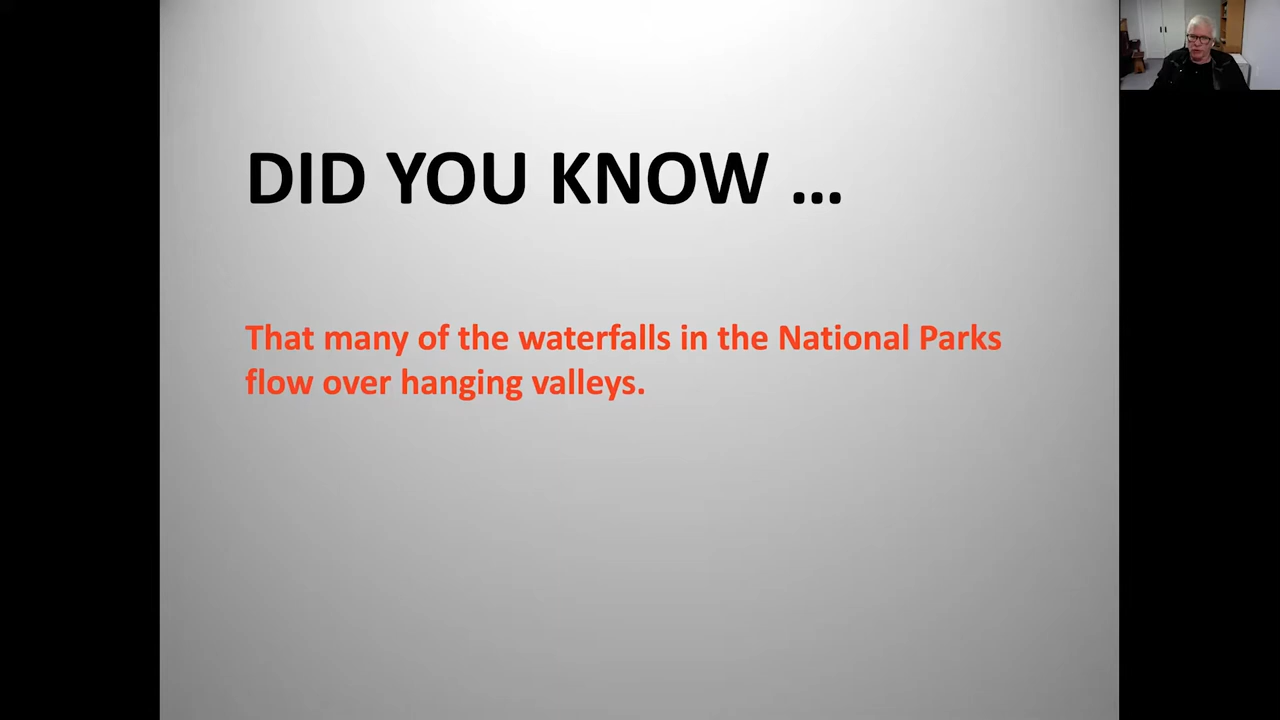 DID YOU KNOW ...
That many of the waterfalls in the National Parks
flow over hanging valleys.